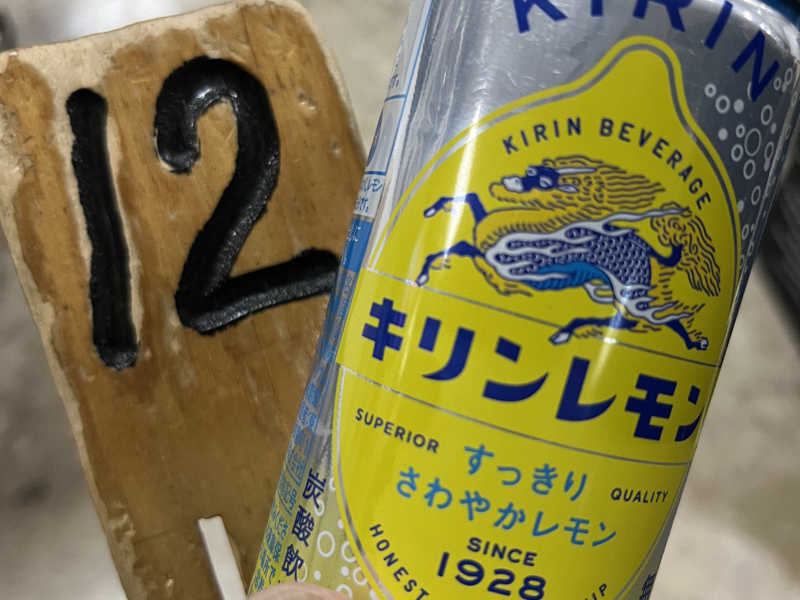 12
KIRIN
KIRIN BEVERAGE
キリンレモン
SUPERIOR
すっきり
さわやかレモン
QUALITY
SINCE
1928
HONEST
炭酸飲